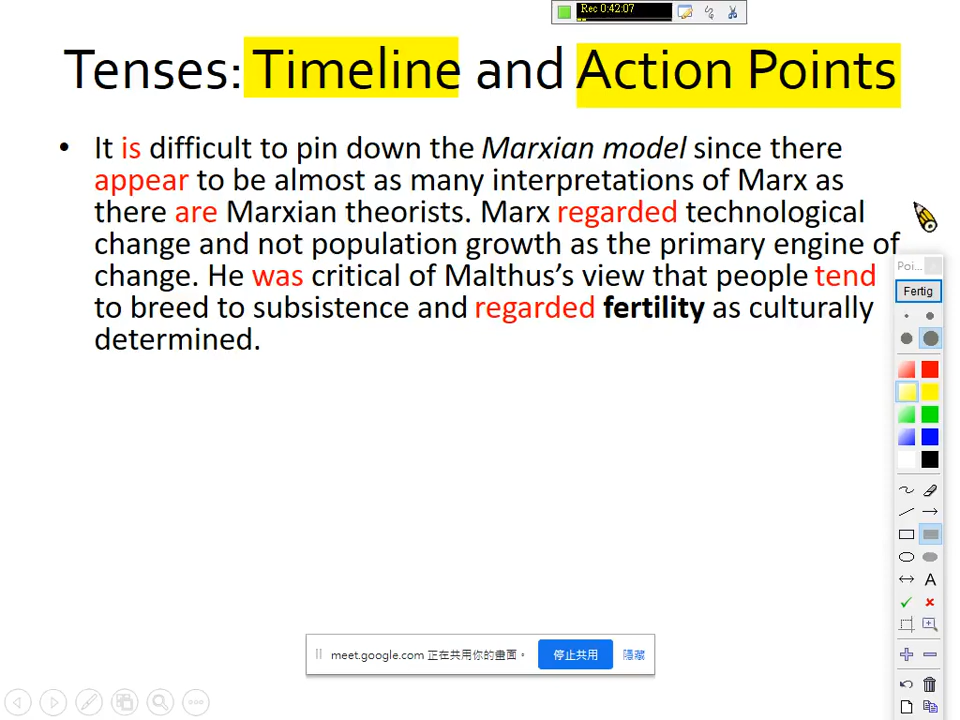 Rec 0:42:07
Tenses: Timeline and Action Points
• It is difficult to pin down the Marxian model since there
appear to be almost as many interpretations of Marx as
there are Marxian theorists. Marx regarded technological
change and not population growth as the primary engine of
change. He was critical of Malthus's view that people tend
to breed to subsistence and regarded fertility as culturally
determined.
Poi...
Fertig
A
meet.google.com 正在共用你的畫面。 停止共用 隱藏